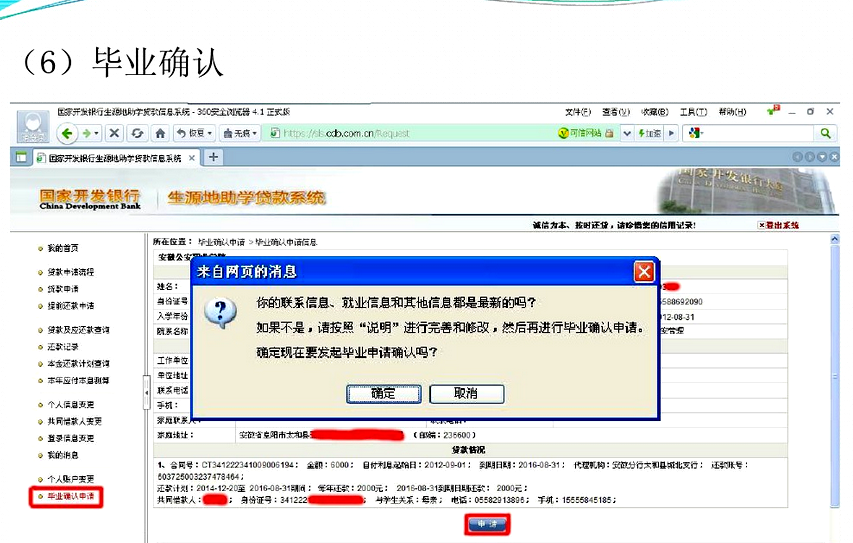 （6）毕业确认
国家开发银行生源地助学贷款信息系统 - 360安全浏览器 4.1 正式版
文件(F) 查看(V) 收藏(B) 工具(T) 帮助(H)
恢复 无痕 https://sls.cdb.com.cn/Request 可信网站 加速
国家开发银行生源地助学贷款信息系统
国家开发银行 生源地助学贷款系统
China Development Bank
诚信为本、按时还贷，请珍惜您的信用记录! 退出系统
所在位置： 毕业确认申请 > 毕业确认申请信息
我的首页
贷款申请流程
贷款申请
提前还款申请
贷款及应还款查询
还款记录
本金还款计划查询
本年应付本息测算
个人信息变更
共同借款人变更
登录信息变更
我的消息
个人账户变更
毕业确认申请
姓名：
身份证号
5588692090
入学年份
12-08-31
院系名称
工作单位
单位地址
联系电话
手机：
家庭联系人：
家庭地址： 安徽省阜阳市太和县 （邮编：236600）
来自网页的消息
你的联系信息、就业信息和其他信息都是最新的吗？
如果不是，请按照“说明”进行完善和修改，然后再进行毕业确认申请。
确定现在要发起毕业申请确认吗？
确定 取消
贷款情况
1、合同号：CT341222341009006194； 金额：6000； 自付利息起始日：2012-09-01； 到期日：2016-08-31； 代理机构：安徽分行太和县城北支行； 还款账号：
503725003237478464；
还款计划：2014-12-20至 2016-08-31期间； 每年还款：2000元； 2016-08-31到期日期还款： 2000元；
共同借款人： ； 身份证号：341222 ； 与学生关系：母亲； 电话：05582913896； 手机：15555845185；
申 请